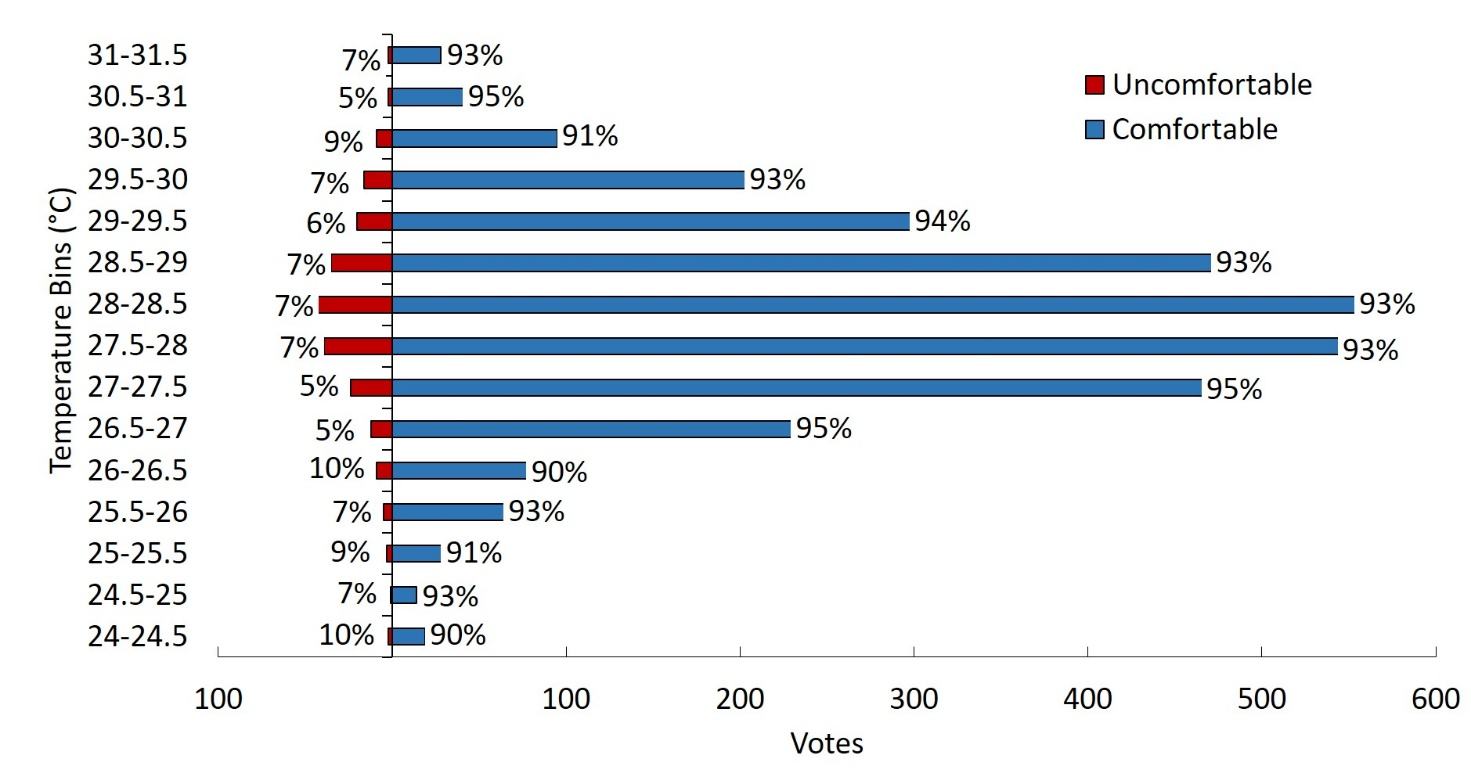 31-31.5 7% 93%
Uncomfortable
30.5-31 5% 95%
Comfortable
30-30.5 9% 91%
29.5-30 7% 93%
29-29.5 6% 94%
28.5-29 7% 93%
28-28.5 7% 93%
27.5-28 7% 93%
27-27.5 5% 95%
26.5-27 5% 95%
26-26.5 10% 90%
25.5-26 7% 93%
25-25.5 9% 91%
24.5-25 7% 93%
24-24.5 10% 90%
Temperature Bins (°C)
100 100 200 300 400 500 600
Votes